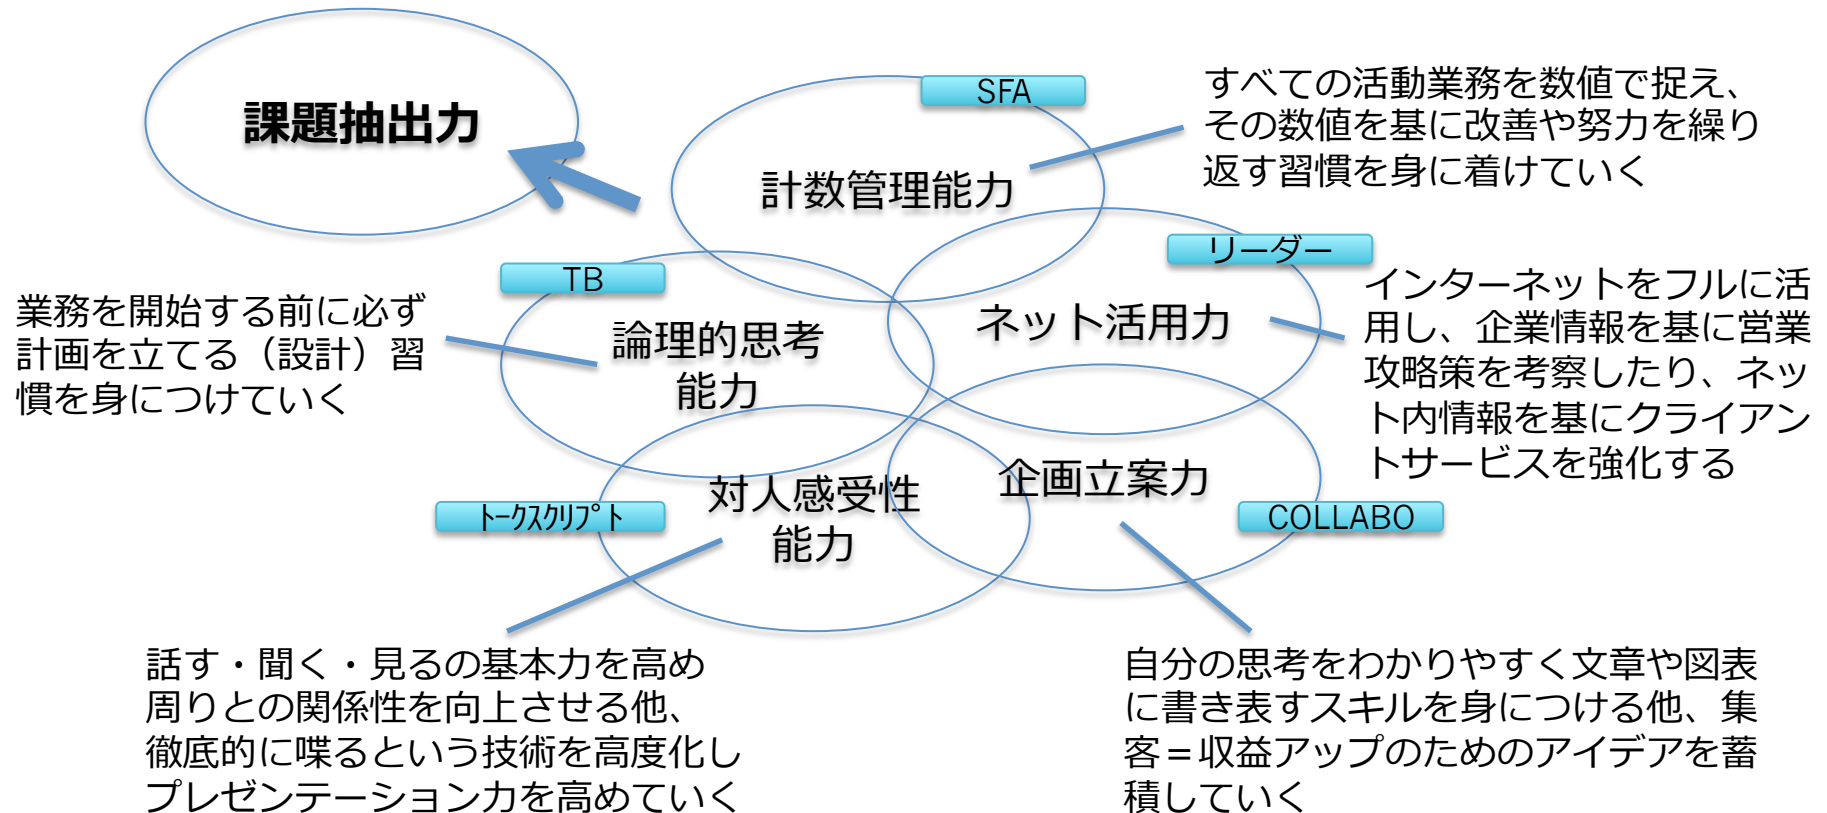 課題抽出力
SFA
計数管理能力
すべての活動業務を数値で捉え、
その数値を基に改善や努力を繰り
返す習慣を身に着けていく
リーダー
ネット活用力
インターネットをフルに活
用し、企業情報を基に営業
攻略策を考察したり、ネッ
ト内情報を基にクライアン
トサービスを強化する
TB
論理的思考
能力
業務を開始する前に必ず
計画を立てる（設計）習
慣を身につけていく
ﾄｰｸｽｸﾘﾌﾟﾄ
対人感受性
能力
話す・聞く・見るの基本力を高め
周りとの関係性を向上させる他、
徹底的に喋るという技術を高度化し
プレゼンテーション力を高めていく
企画立案力
COLLABO
自分の思考をわかりやすく文章や図表
に書き表すスキルを身につける他、集
客＝収益アップのためのアイデアを蓄
積していく